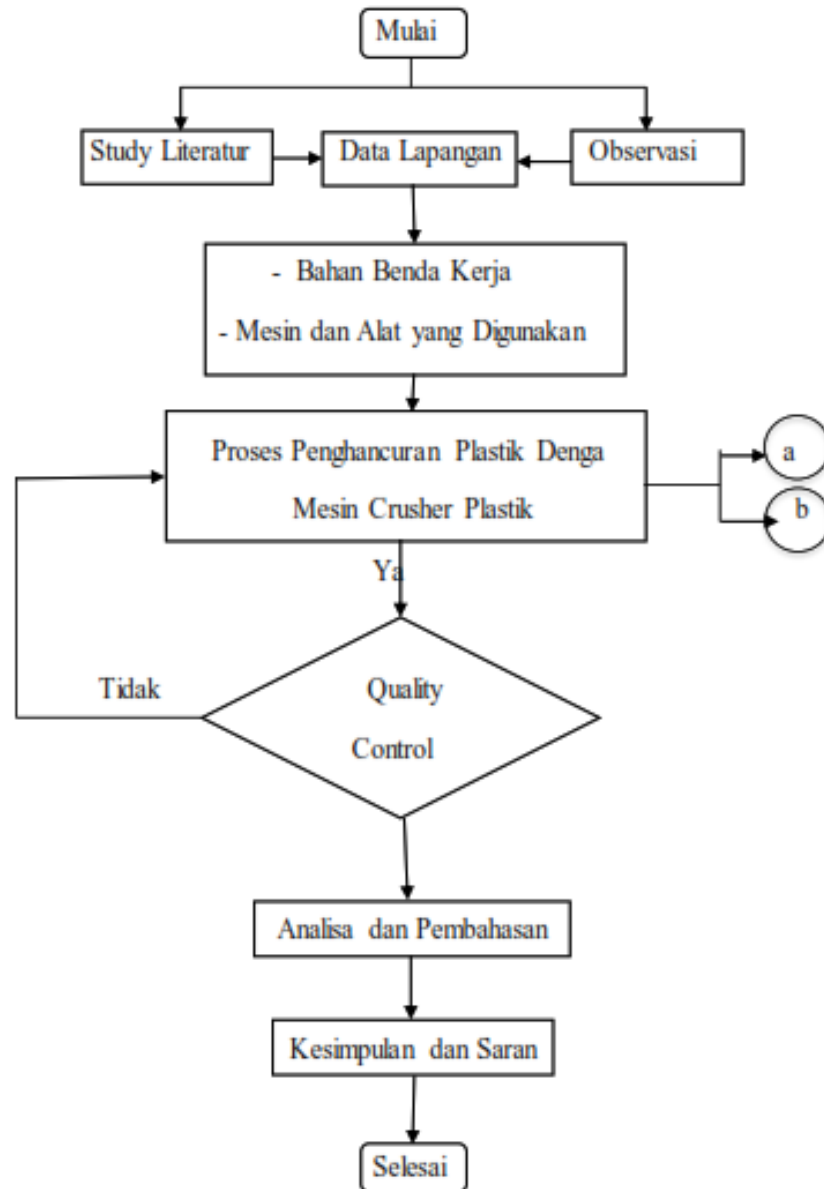 Mulai
Study Literatur
Data Lapangan
Observasi
- Bahan Benda Kerja
- Mesin dan Alat yang Digunakan
Proses Penghancuran Plastik Denga
Mesin Crusher Plastik
a
b
Ya
Tidak
Quality
Control
Analisa dan Pembahasan
Kesimpulan dan Saran
Selesai